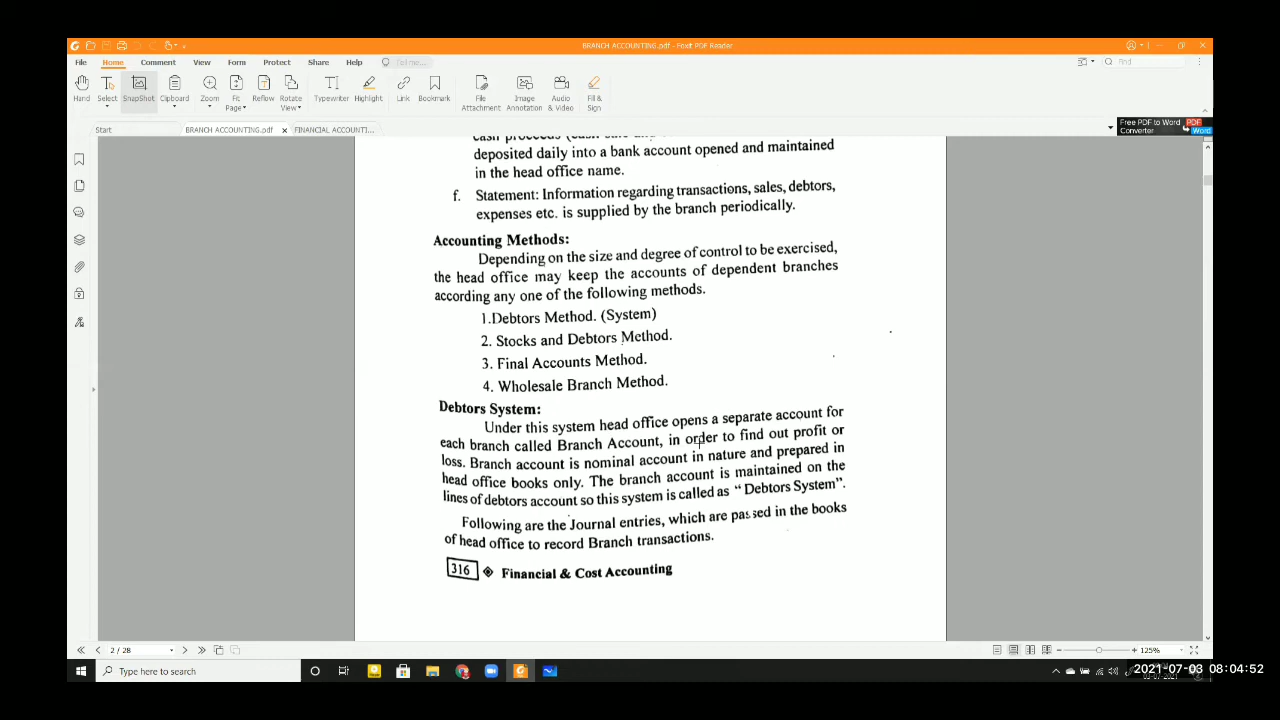 BRANCH ACCOUNTING.pdf - Foxit PDF Reader
File Home Comment View Form Protect Share Help Tell me... Find
Hand Select SnapShot Clipboard Zoom Fit Page Reflow Rotate View Typewriter Highlight Link Bookmark File Attachment Image Annotation Audio & Video Fill & Sign
Start BRANCH ACCOUNTING.pdf FINANCIAL ACCOUNTI...
Free PDF to Word Converter PDF Word
deposited daily into a bank account opened and maintained
in the head office name.
f. Statement: Information regarding transactions, sales, debtors,
expenses etc. is supplied by the branch periodically.
Accounting Methods:
Depending on the size and degree of control to be exercised,
the head office may keep the accounts of dependent branches
according any one of the following methods.
1.Debtors Method. (System)
2. Stocks and Debtors Method.
3. Final Accounts Method.
4. Wholesale Branch Method.
Debtors System:
Under this system head office opens a separate account for
each branch called Branch Account, in order to find out profit or
loss. Branch account is nominal account in nature and prepared in
head office books only. The branch account is maintained on the
lines of debtors account so this system is called as “Debtors System”.
Following are the Journal entries, which are passed in the books
of head office to record Branch transactions.
316 Financial & Cost Accounting
2 / 28 125%
Type here to search
2021-07-03 08:04:52